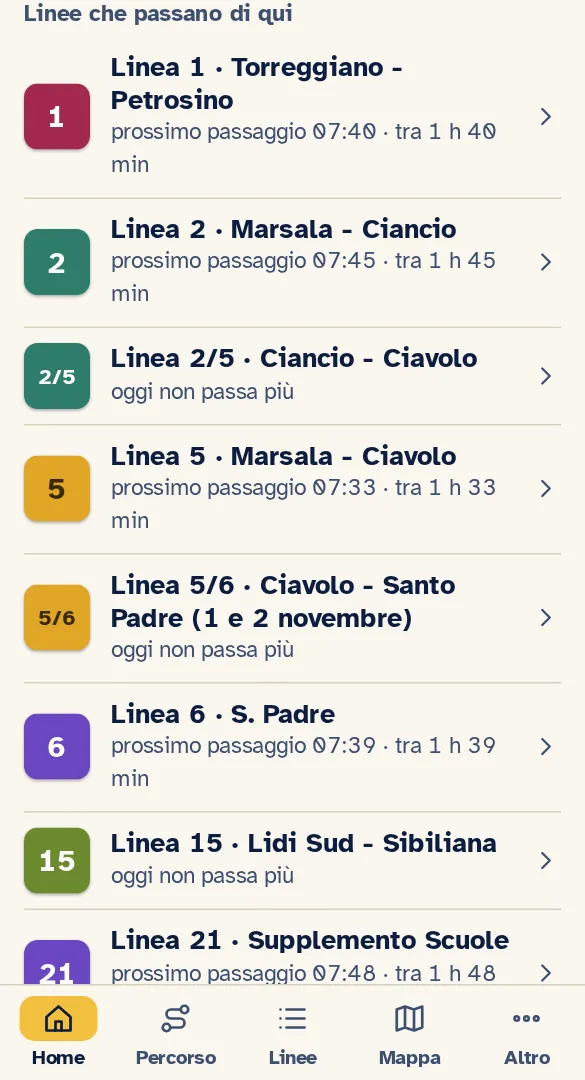 Linee che passano di qui
1
Linea 1 · Torreggiano -
Petrosino
prossimo passaggio 07:40 · tra 1 h 40
min
2
Linea 2 · Marsala - Ciancio
prossimo passaggio 07:45 · tra 1 h 45
min
2/5
Linea 2/5 · Ciancio - Ciavolo
oggi non passa più
5
Linea 5 · Marsala - Ciavolo
prossimo passaggio 07:33 · tra 1 h 33
min
5/6
Linea 5/6 · Ciavolo - Santo
Padre (1 e 2 novembre)
oggi non passa più
6
Linea 6 · S. Padre
prossimo passaggio 07:39 · tra 1 h 39
min
15
Linea 15 · Lidi Sud - Sibiliana
oggi non passa più
21
Linea 21 · Supplemento Scuole
prossimo passaggio 07:48 · tra 1 h 48
Home
Percorso
Linee
Mappa
Altro